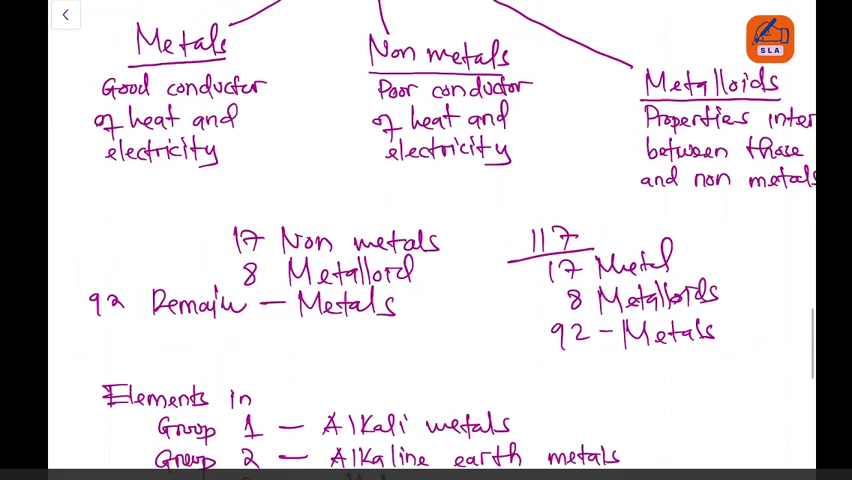 SLA
Metals
Good conductor
of heat and
electricity
Non metals
Poor conductor
of heat and
electricity
Metalloids
Properties inter
between those
and non metals
17 Non metals
8 Metalloid
92 Remain - Metals
117
17 Metal
8 Metalloids
92 - Metals
Elements in
Group 1 - Alkali metals
Group 2 - Alkaline earth metals